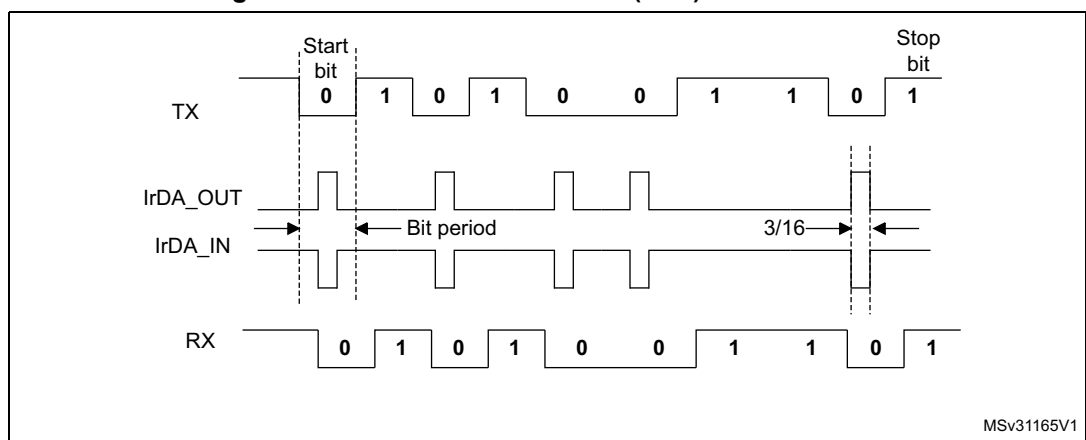 Start
bit
Stop
bit
TX
0 1 0 1 0 0 1 1 0 1
IrDA_OUT
Bit period
3/16
IrDA_IN
RX
0 1 0 1 0 0 1 1 0 1
MSv31165V1